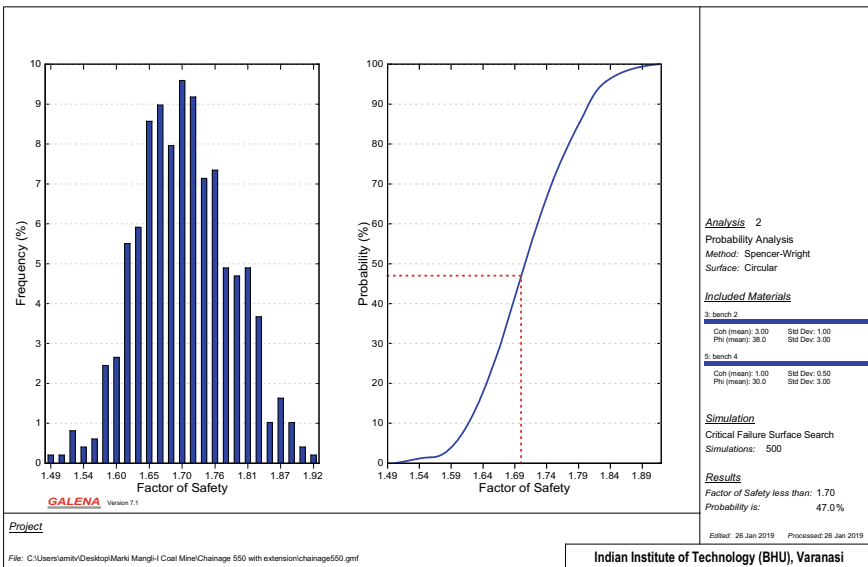 Frequency (%)
10
9
8
7
6
5
4
3
2
1
0
1.49 1.54 1.60 1.65 1.70 1.76 1.81 1.87 1.92
Factor of Safety
Probability (%)
100
90
80
70
60
50
40
30
20
10
0
1.49 1.54 1.59 1.64 1.69 1.74 1.79 1.84 1.89
Factor of Safety
GALENA Version 7.1
Analysis 2
Probability Analysis
Method: Spencer-Wright
Surface: Circular
Included Materials
3: bench 2
Coh (mean): 3.00 Std Dev: 1.00
Phi (mean): 38.0 Std Dev: 3.00
5: bench 4
Coh (mean): 1.00 Std Dev: 0.50
Phi (mean): 30.0 Std Dev: 3.00
Simulation
Critical Failure Surface Search
Simulations: 500
Results
Factor of Safety less than: 1.70
Probability is: 47.0%
Edited: 26 Jan 2019 Processed: 26 Jan 2019
Project
File: C:\Users\amitv\Desktop\Marki Mangli-I Coal Mine\Chainage 550 with extension\chainage550.gmf
Indian Institute of Technology (BHU), Varanasi